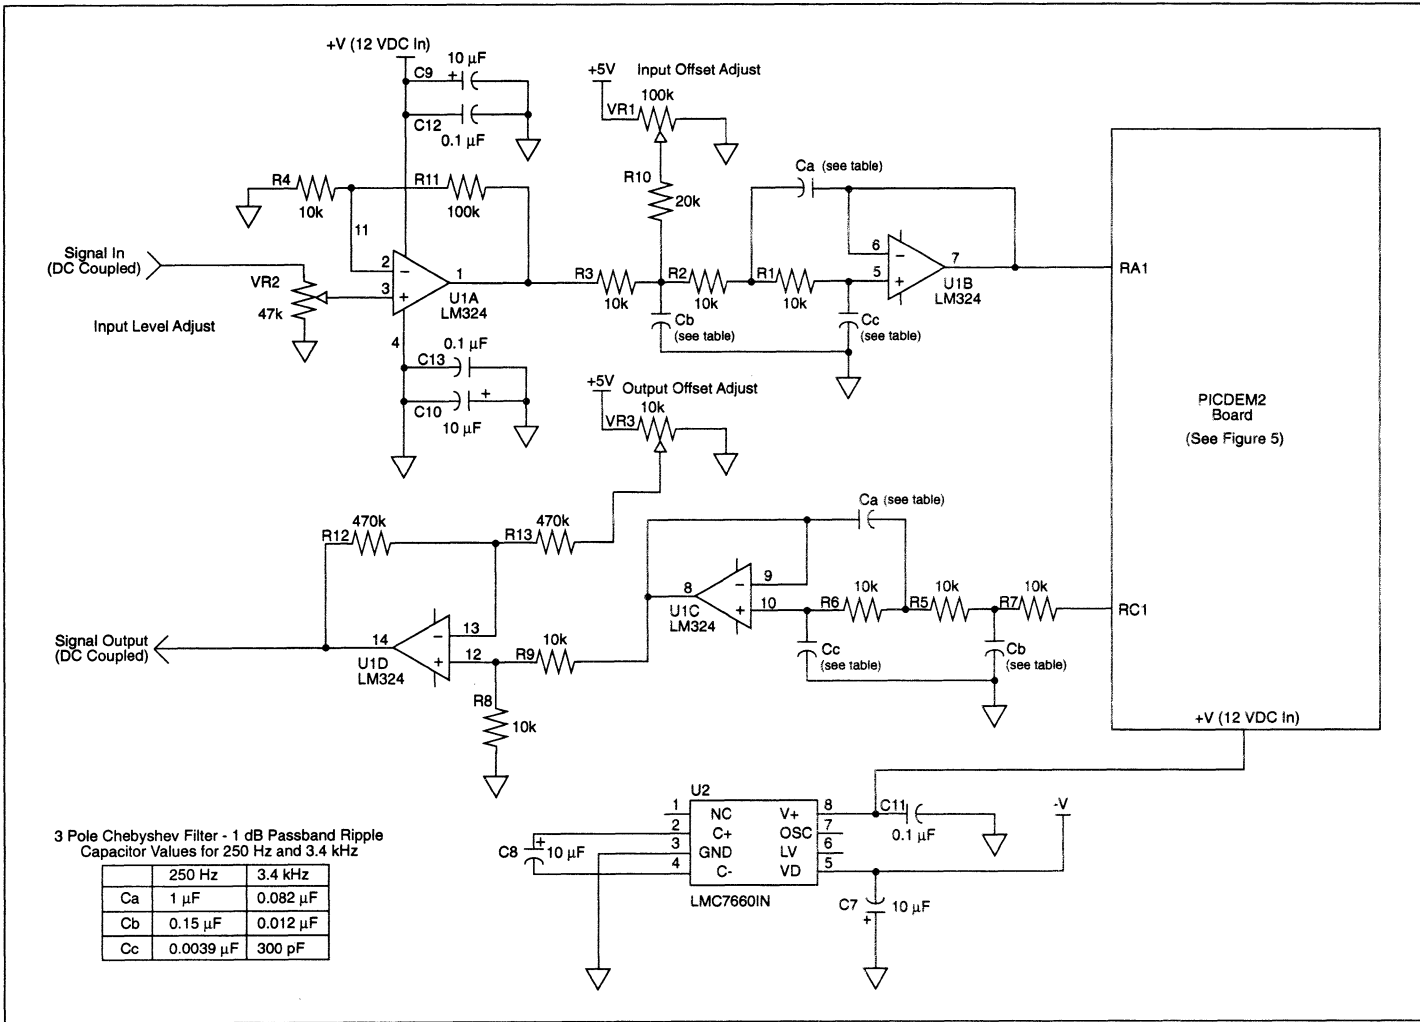 +V (12 VDC In)
C9
+
10 µF
C12
0.1 µF
+5V
Input Offset Adjust
VR1
100k
R4
10k
R11
100k
11
R10
20k
Ca (see table)
Signal In
(DC Coupled)
VR2
47k
Input Level Adjust
2
−
3
+
1
U1A
LM324
4
R3
10k
R2
10k
R1
10k
6
−
5
+
7
U1B
LM324
RA1
Cb
(see table)
Cc
(see table)
0.1 µF
C13
C10
+
10 µF
+5V
Output Offset Adjust
VR3
10k
PICDEM2
Board
(See Figure 5)
R12
470k
R13
470k
Ca (see table)
8
−
9
+
10
U1C
LM324
R6
10k
R5
10k
R7
10k
RC1
Cc
(see table)
Cb
(see table)
Signal Output
(DC Coupled)
14
−
13
+
12
U1D
LM324
R9
10k
R8
10k
+V (12 VDC In)
U2
1
NC
V+
8
2
C+
OSC
7
3
GND
LV
6
4
C-
VD
5
LMC7660IN
C8
+
10 µF
C11
0.1 µF
-V
C7
+
10 µF
3 Pole Chebyshev Filter - 1 dB Passband Ripple
Capacitor Values for 250 Hz and 3.4 kHz
250 Hz 3.4 kHz
Ca 1 µF 0.082 µF
Cb 0.15 µF 0.012 µF
Cc 0.0039 µF 300 pF